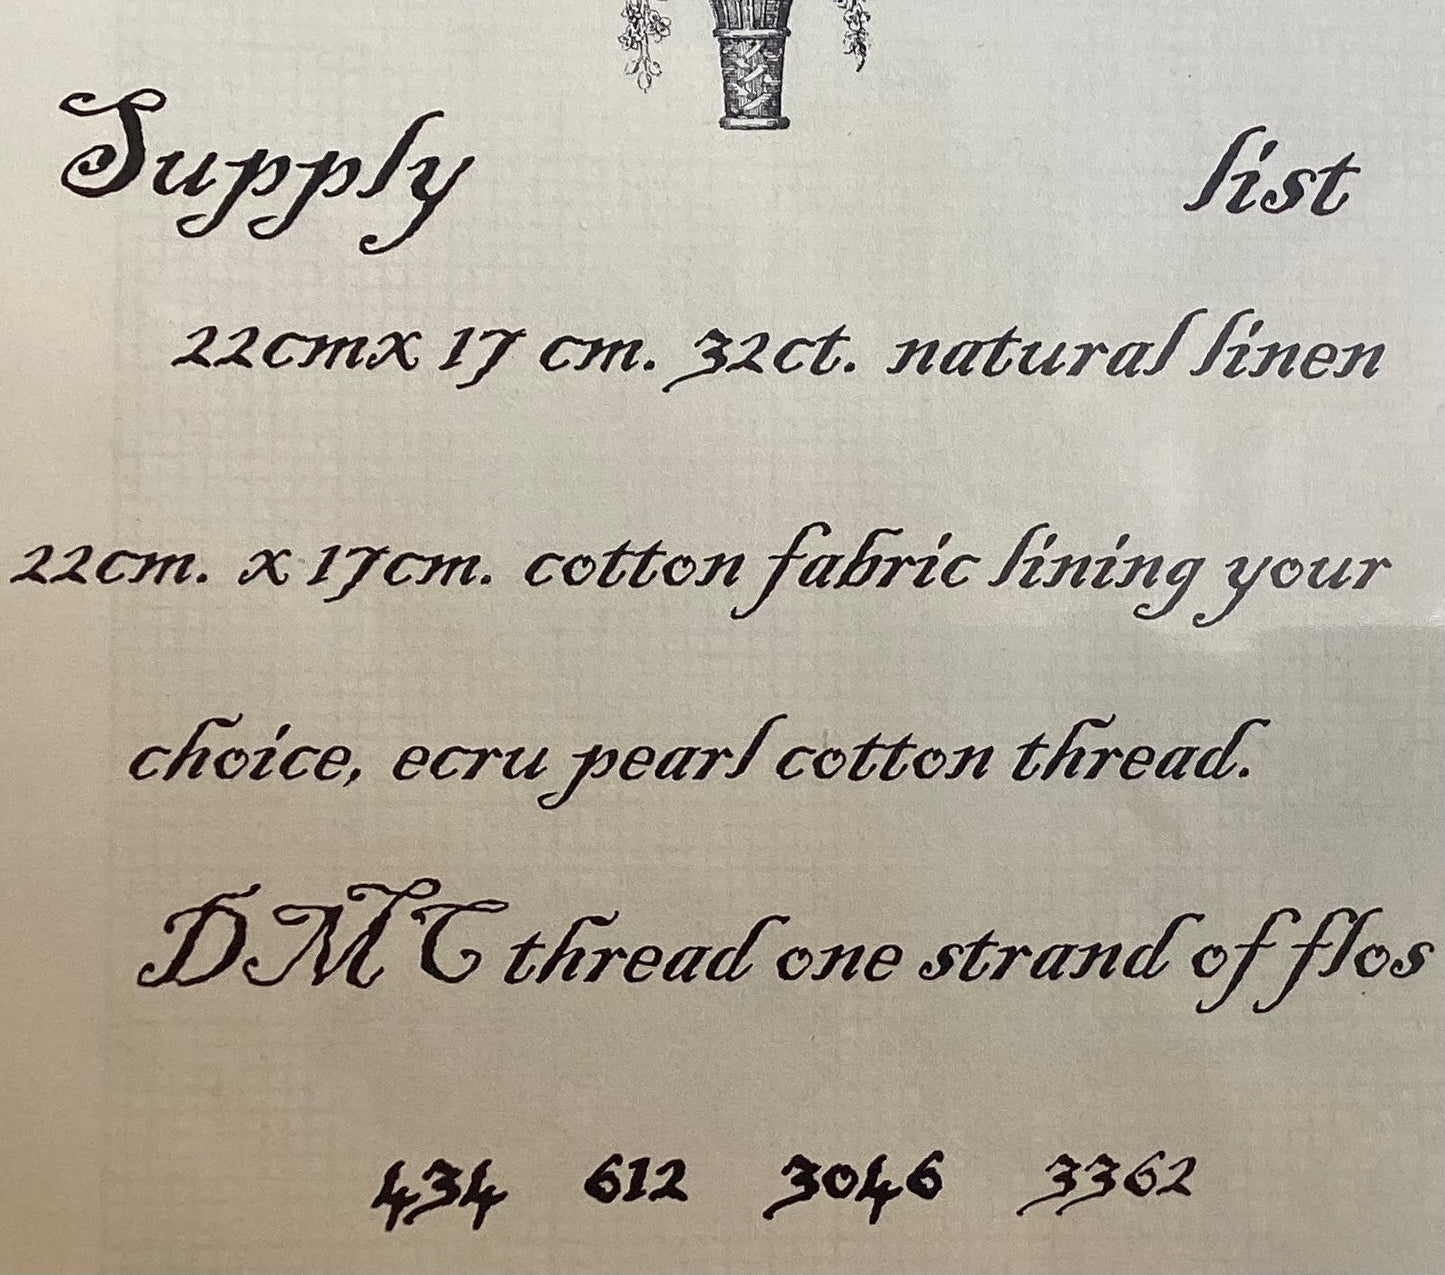 Supply list
22cmx 17 cm. 32ct. natural linen
22cm. x 17cm. cotton fabric lining your
choice, ecru pearl cotton thread.
DMC thread one strand of flos
434 612 3046 3362